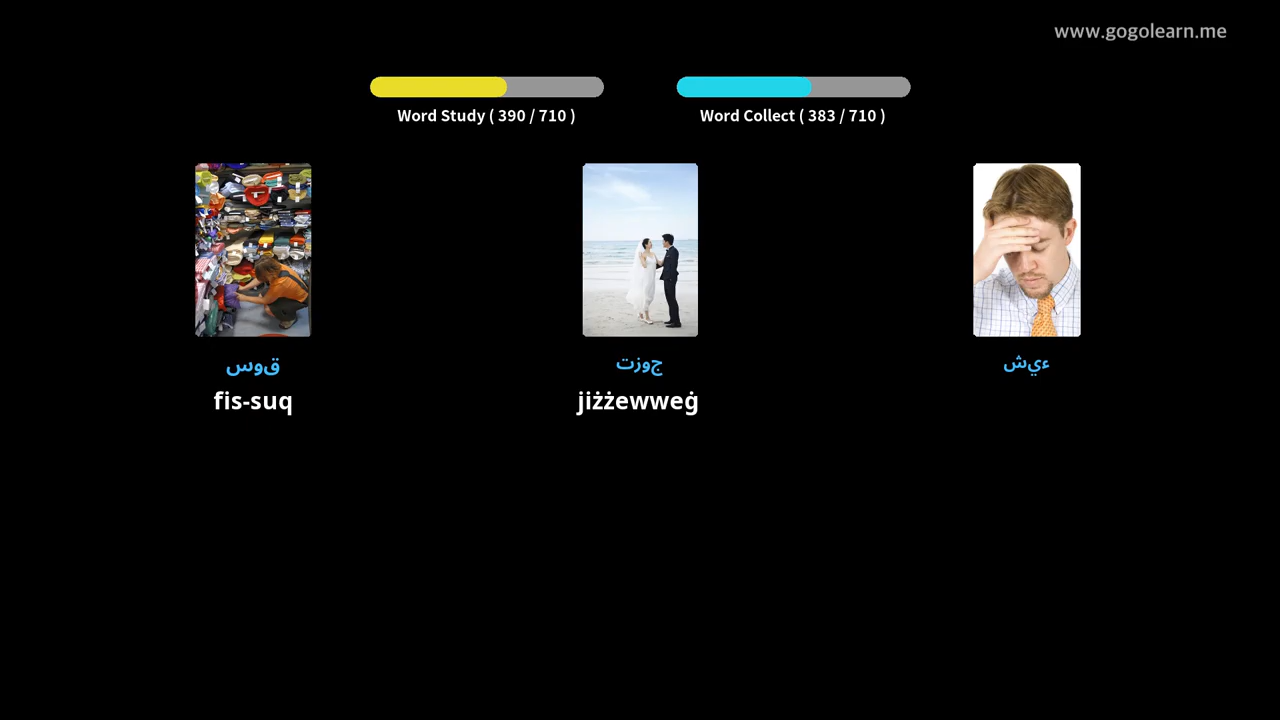 www.gogolearn.me
Word Study ( 390 / 710 )
Word Collect ( 383 / 710 )
قوس
جوزت
ءيش
fis-suq
jiżżewweġ